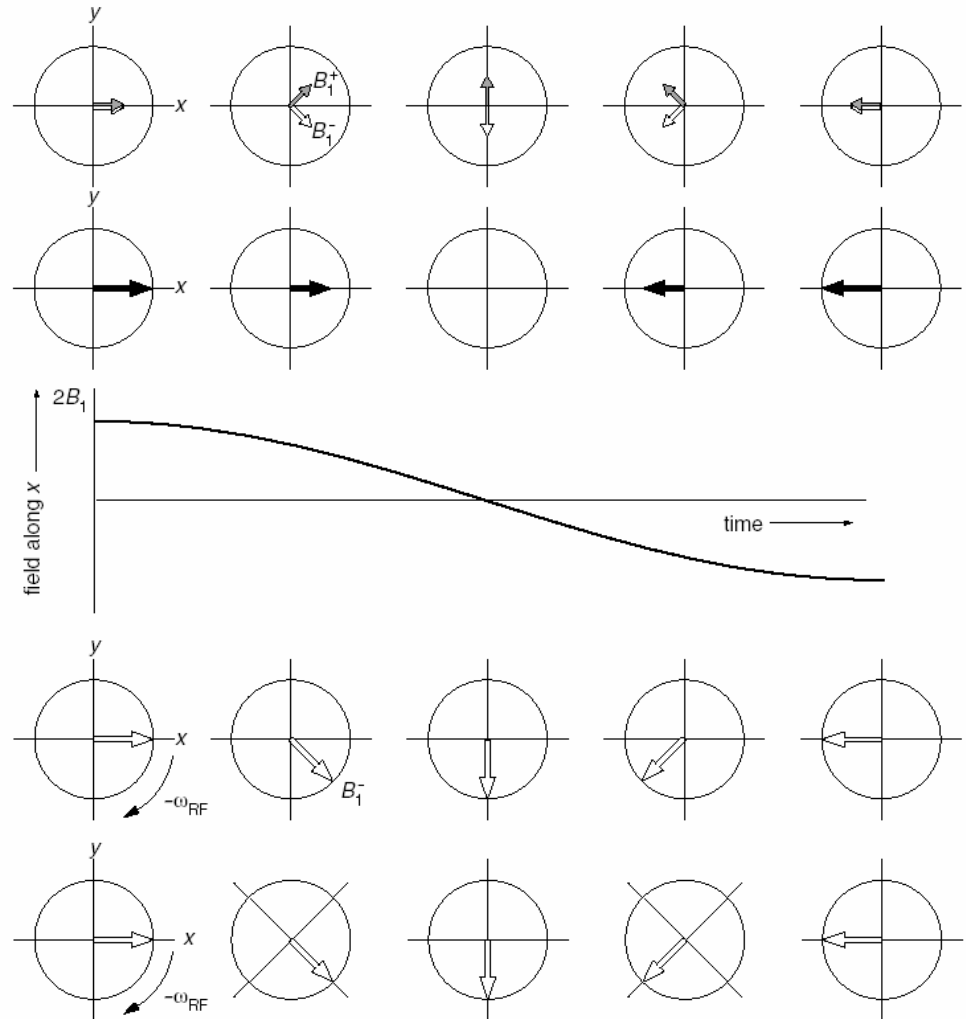 y
x
B₁⁺
B₁⁻
y
x
2B₁
field along x
time
y
x
B₁⁻
-ωRF
y
x
-ωRF